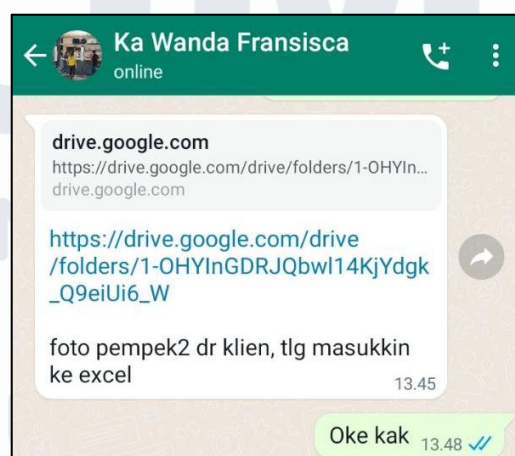 Ka Wanda Fransisca
online
drive.google.com
https://drive.google.com/drive/folders/1-OHYIn...
drive.google.com
https://drive.google.com/drive
/folders/1-OHYInGDRJQbwl14KjYdgk
_Q9eiUi6_W
foto pempek2 dr klien, tlg masukkin
ke excel
13.45
Oke kak 13.48